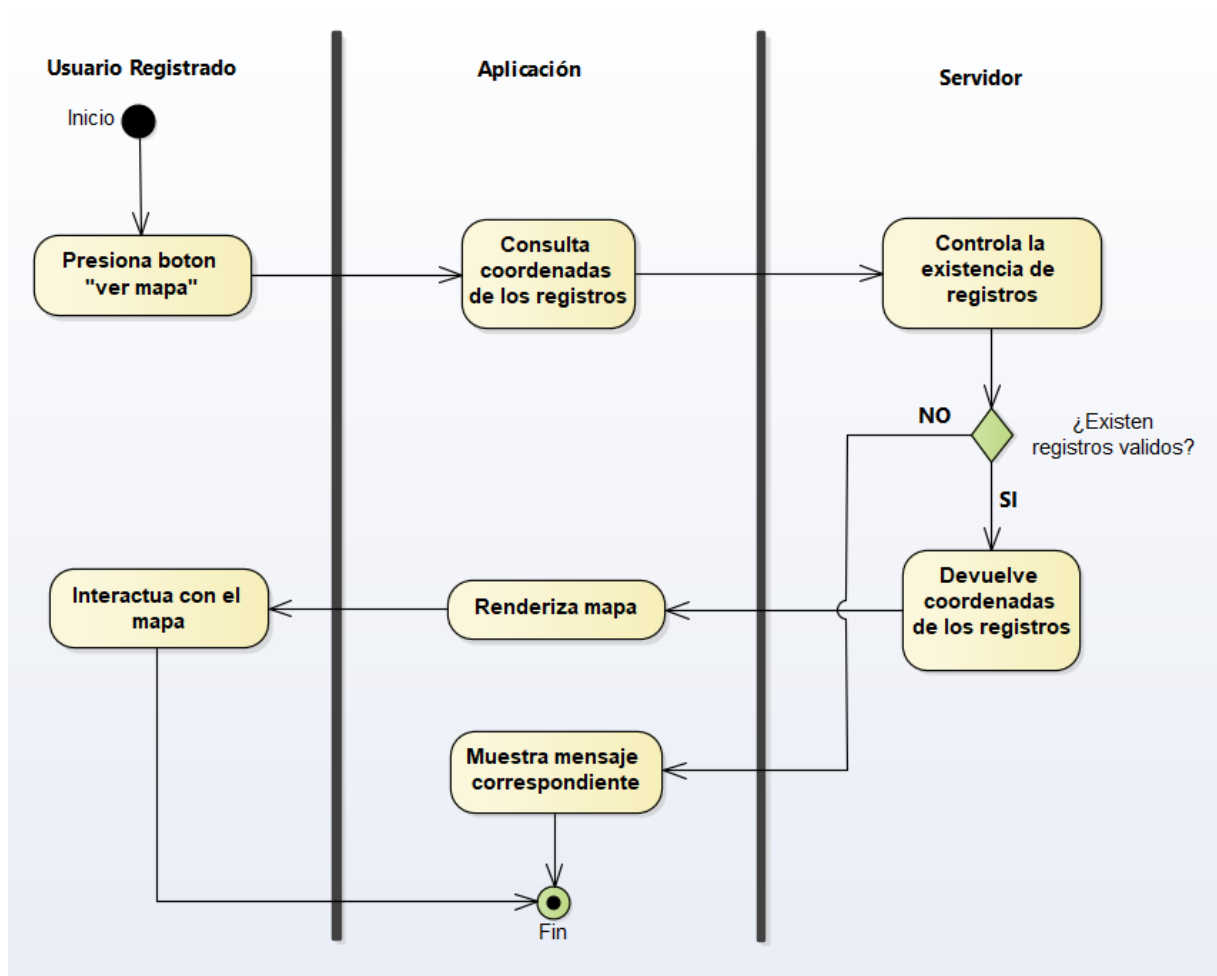 Usuario Registrado
Aplicación
Servidor
Inicio
Presiona boton
"ver mapa"
Consulta
coordenadas
de los registros
Controla la
existencia de
registros
NO
¿Existen
registros validos?
SI
Interactua con el
mapa
Renderiza mapa
Devuelve
coordenadas
de los registros
Muestra mensaje
correspondiente
Fin